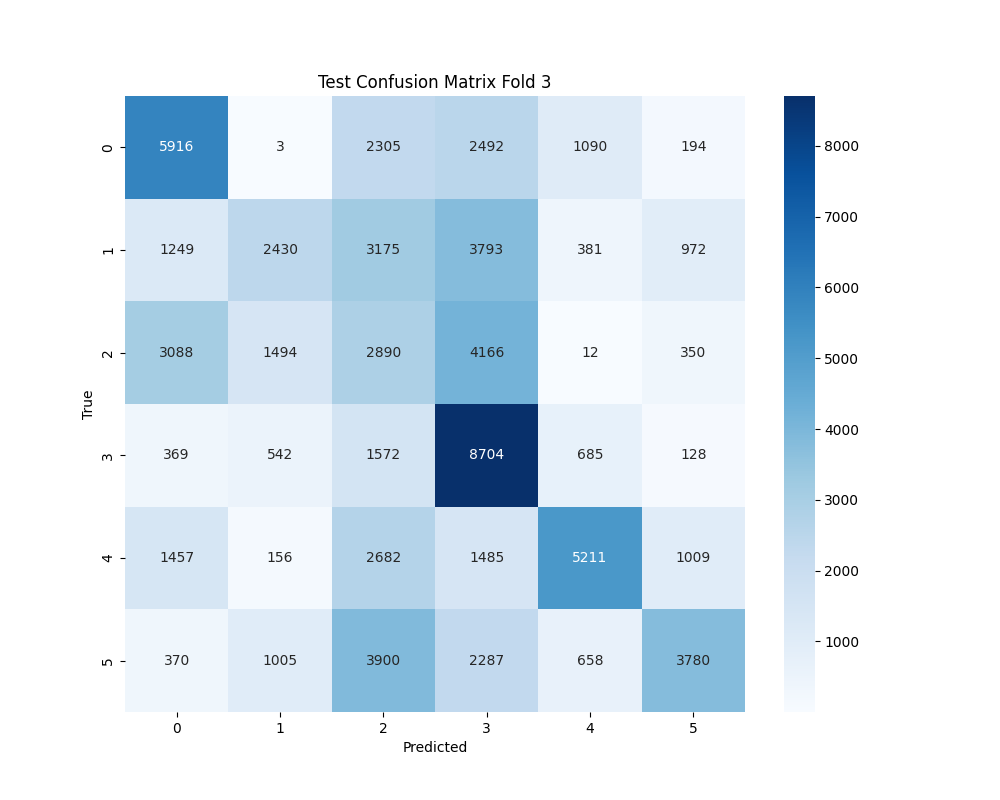 Test Confusion Matrix Fold 3
0 5916 3 2305 2492 1090 194
1 1249 2430 3175 3793 381 972
2 3088 1494 2890 4166 12 350
3 369 542 1572 8704 685 128
4 1457 156 2682 1485 5211 1009
5 370 1005 3900 2287 658 3780
0 1 2 3 4 5
Predicted
True
8000
7000
6000
5000
4000
3000
2000
1000